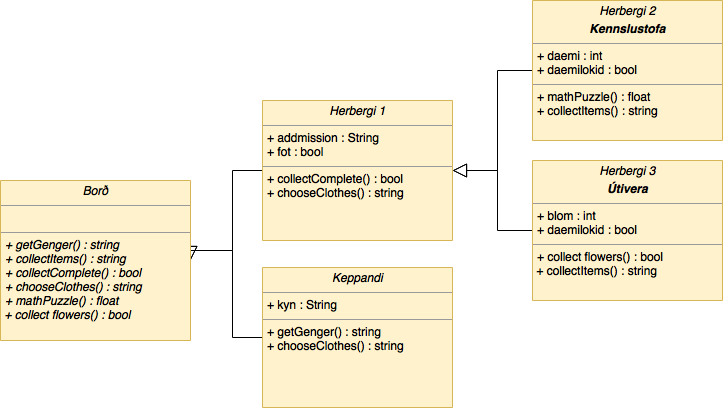 Borð
+ getGenger() : string
+ collectItems() : string
+ collectComplete() : bool
+ chooseClothes() : string
+ mathPuzzle() : float
+ collect flowers() : bool
Herbergi 1
+ addmission : String
+ fot : bool
+ collectComplete() : bool
+ chooseClothes() : string
Keppandi
+ kyn : String
+ getGenger() : string
+ chooseClothes() : string
Herbergi 2
Kennslustofa
+ daemi : int
+ daemilokid : bool
+ mathPuzzle() : float
+ collectItems() : string
Herbergi 3
Útivera
+ blom : int
+ daemilokid : bool
+ collect flowers() : bool
+ collectItems() : string